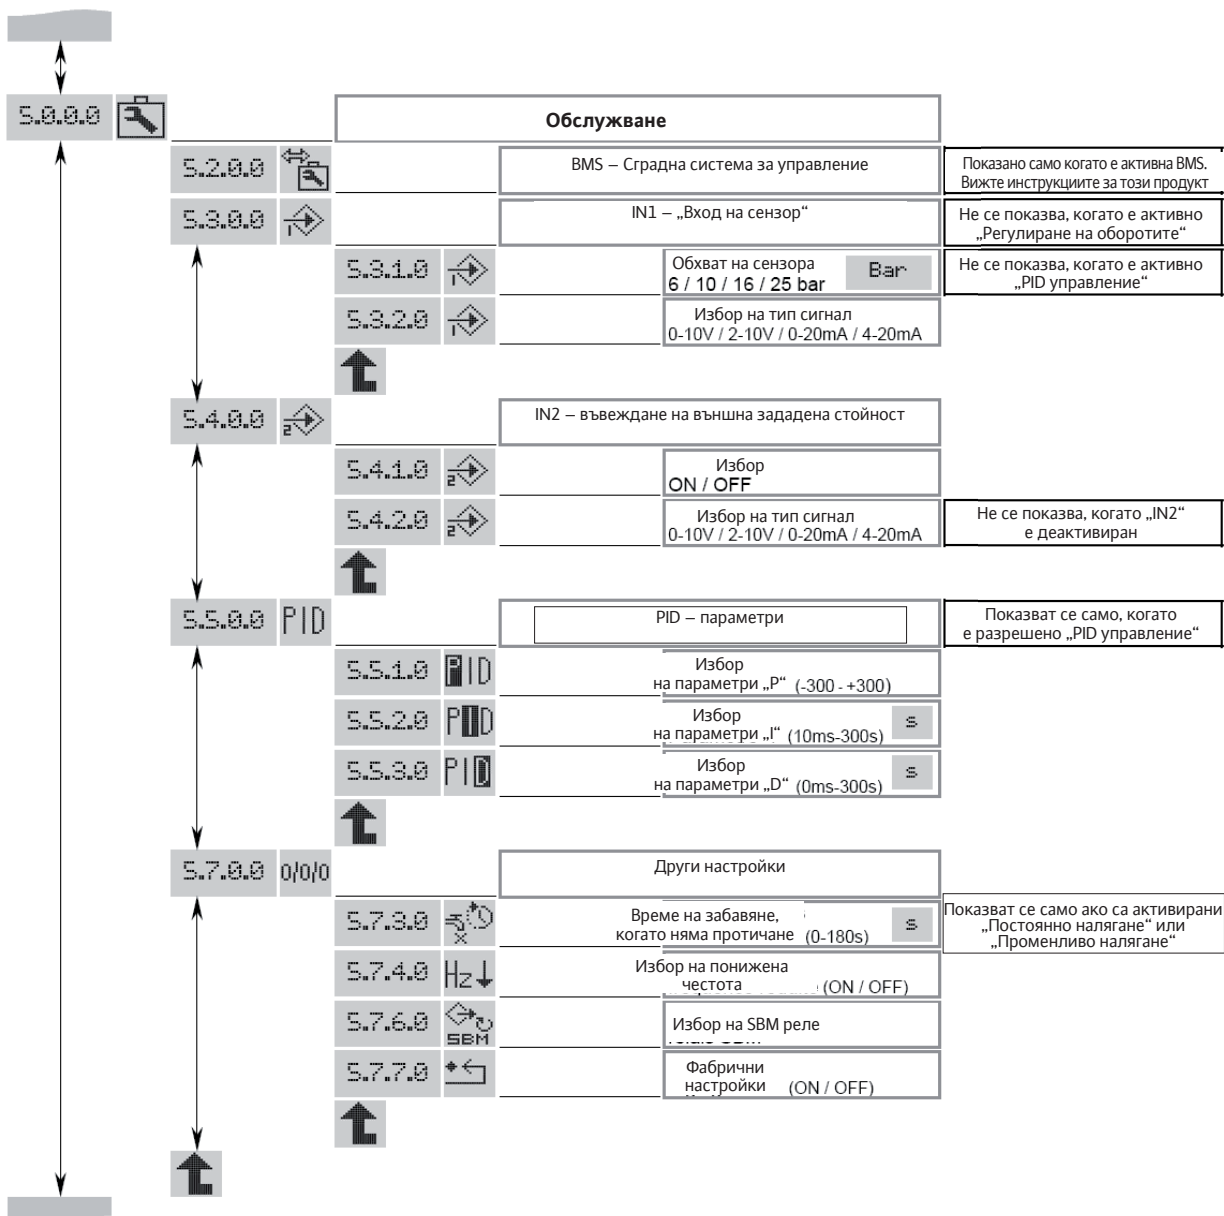 5.0.0.0
Обслужване
5.2.0.0
BMS – Сградна система за управление
Показано само когато е активна BMS.
Вижте инструкциите за този продукт
5.3.0.0
1
IN1 – „Вход на сензор“
Не се показва, когато е активно
„Регулиране на оборотите“
5.3.1.0
1
Обхват на сензора
6 / 10 / 16 / 25 bar
Bar
Не се показва, когато е активно
„PID управление“
5.3.2.0
1
Избор на тип сигнал
0-10V / 2-10V / 0-20mA / 4-20mA
5.4.0.0
2
IN2 – въвеждане на външна зададена стойност
5.4.1.0
2
Избор
ON / OFF
5.4.2.0
2
Избор на тип сигнал
0-10V / 2-10V / 0-20mA / 4-20mA
Не се показва, когато „IN2“
е деактивиран
5.5.0.0 PID
PID – параметри
Показват се само, когато
е разрешено „PID управление“
5.5.1.0 PID
Избор
на параметри „P“ (-300 - +300)
5.5.2.0 PID
Избор
на параметри „I“ (10ms-300s)
s
5.5.3.0 PID
Избор
на параметри „D“ (0ms-300s)
s
5.7.0.0 0/0/0
Други настройки
5.7.3.0
X
Време на забавяне,
когато няма протичане (0-180s)
s
Показват се само ако са активирани
„Постоянно налягане“ или
„Променливо налягане“
5.7.4.0 Hz
Избор на понижена
честота (ON / OFF)
5.7.6.0
SBM
Избор на SBM реле
5.7.7.0
Фабрични
настройки (ON / OFF)